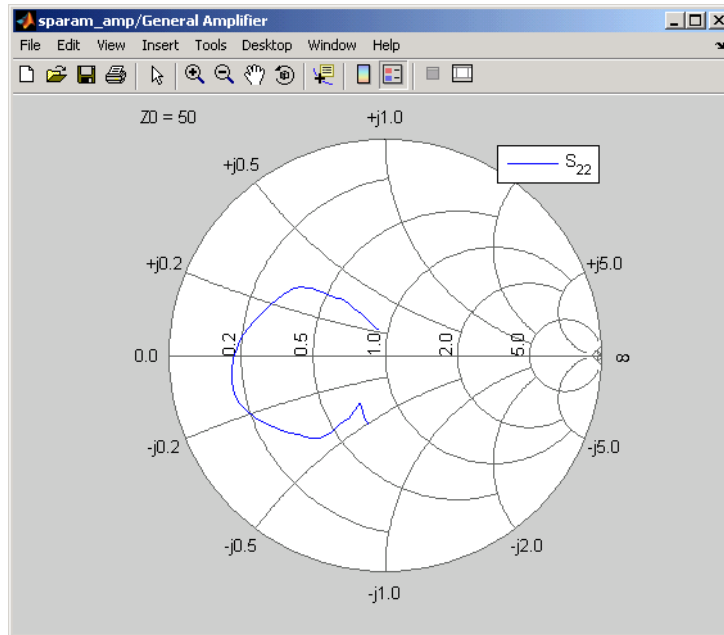 sparam_amp/General Amplifier
File Edit View Insert Tools Desktop Window Help
Z0 = 50
+j1.0
+j0.5
S22
+j0.2
+j5.0
0.0
0.2
0.5
1.0
2.0
5.0
∞
-j0.2
-j5.0
-j0.5
-j2.0
-j1.0